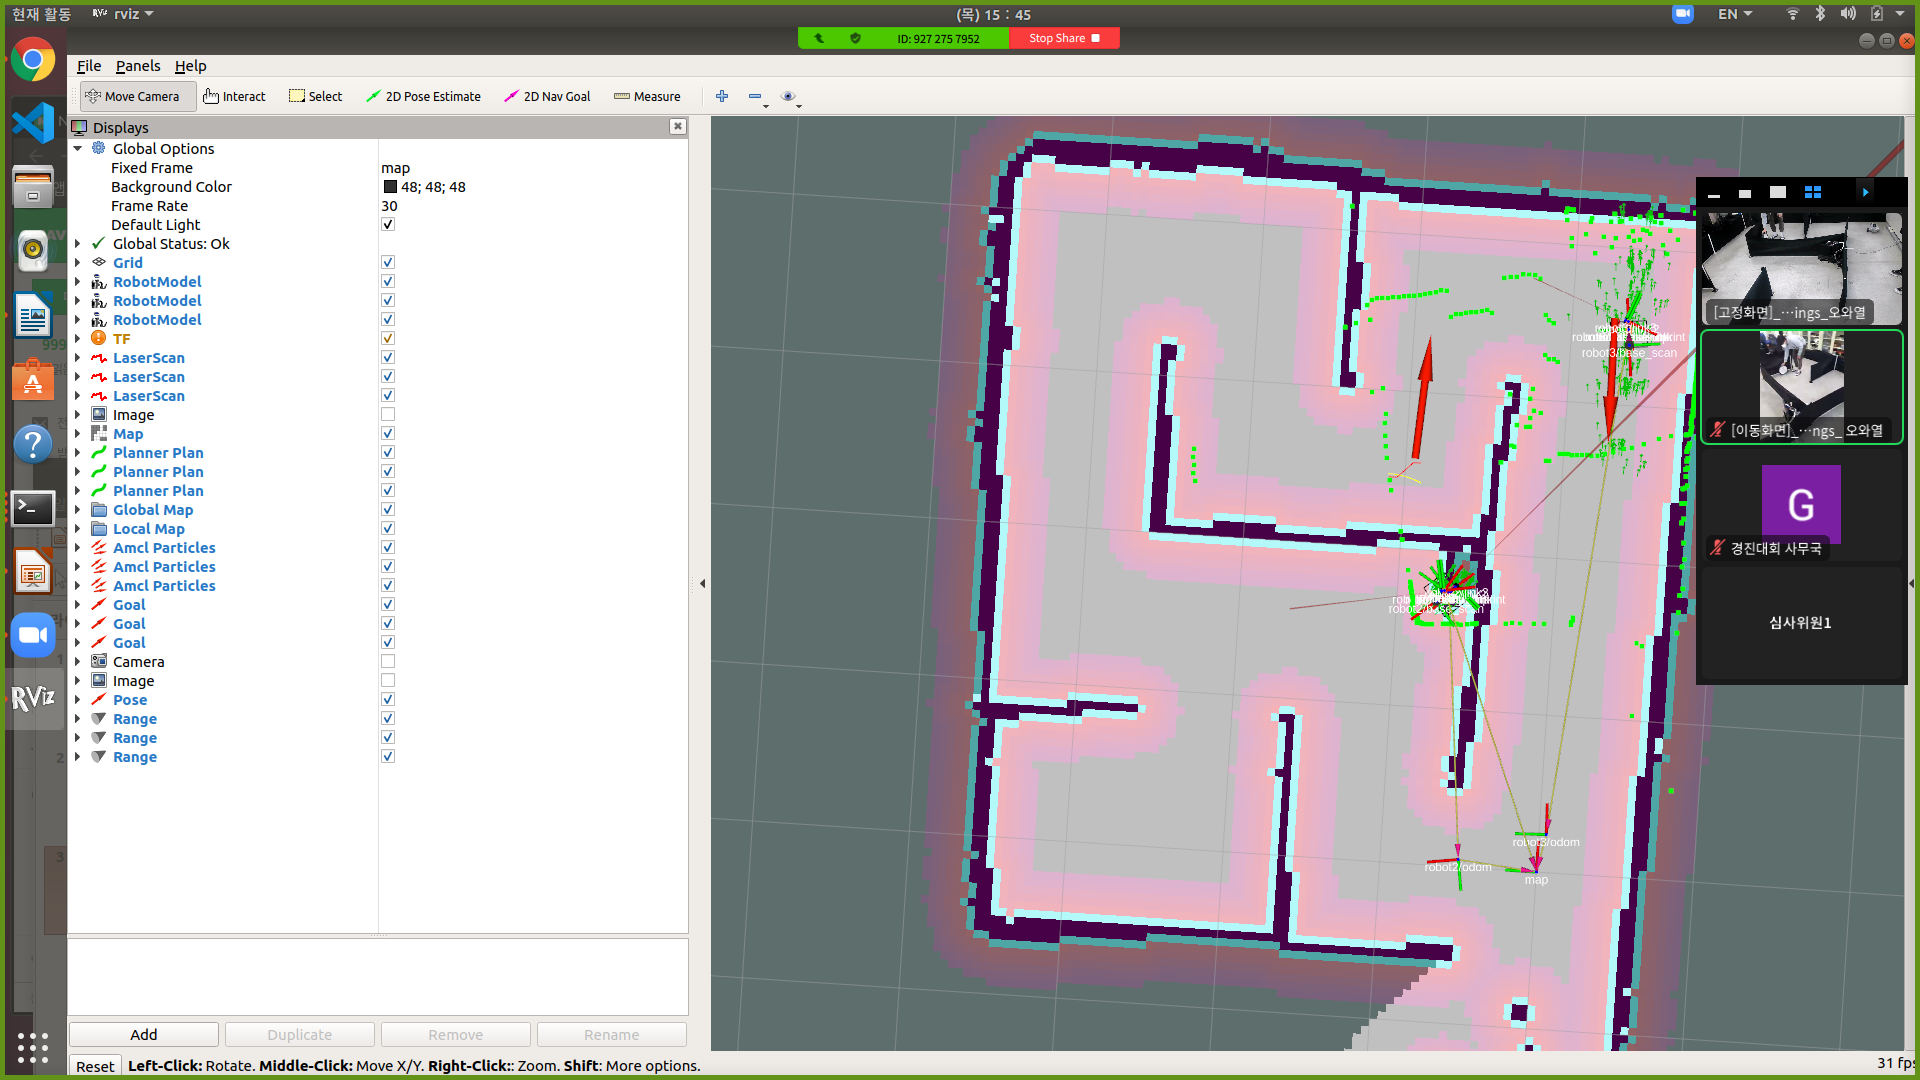 현재 활동
RViz rviz
(목) 15 : 45
EN
ID: 927 275 7952
Stop Share
File Panels Help
Move Camera Interact Select 2D Pose Estimate 2D Nav Goal Measure
Displays
Global Options
Fixed Frame map
Background Color 48; 48; 48
Frame Rate 30
Default Light
Global Status: Ok
Grid
RobotModel
RobotModel
RobotModel
TF
LaserScan
LaserScan
LaserScan
Image
Map
Planner Plan
Planner Plan
Planner Plan
Global Map
Local Map
Amcl Particles
Amcl Particles
Amcl Particles
Goal
Goal
Goal
Camera
Image
Pose
Range
Range
Range
Add Duplicate Remove Rename
Reset Left-Click: Rotate. Middle-Click: Move X/Y. Right-Click:: Zoom. Shift: More options.
31 fps
RViz
robot3/base_scan
robot2/base_scan
robot3/odom
robot2/odom
map
[고정화면]_···ings_오와열
[이동화면]_···ings_ 오와열
G
경진대회 사무국
심사위원1